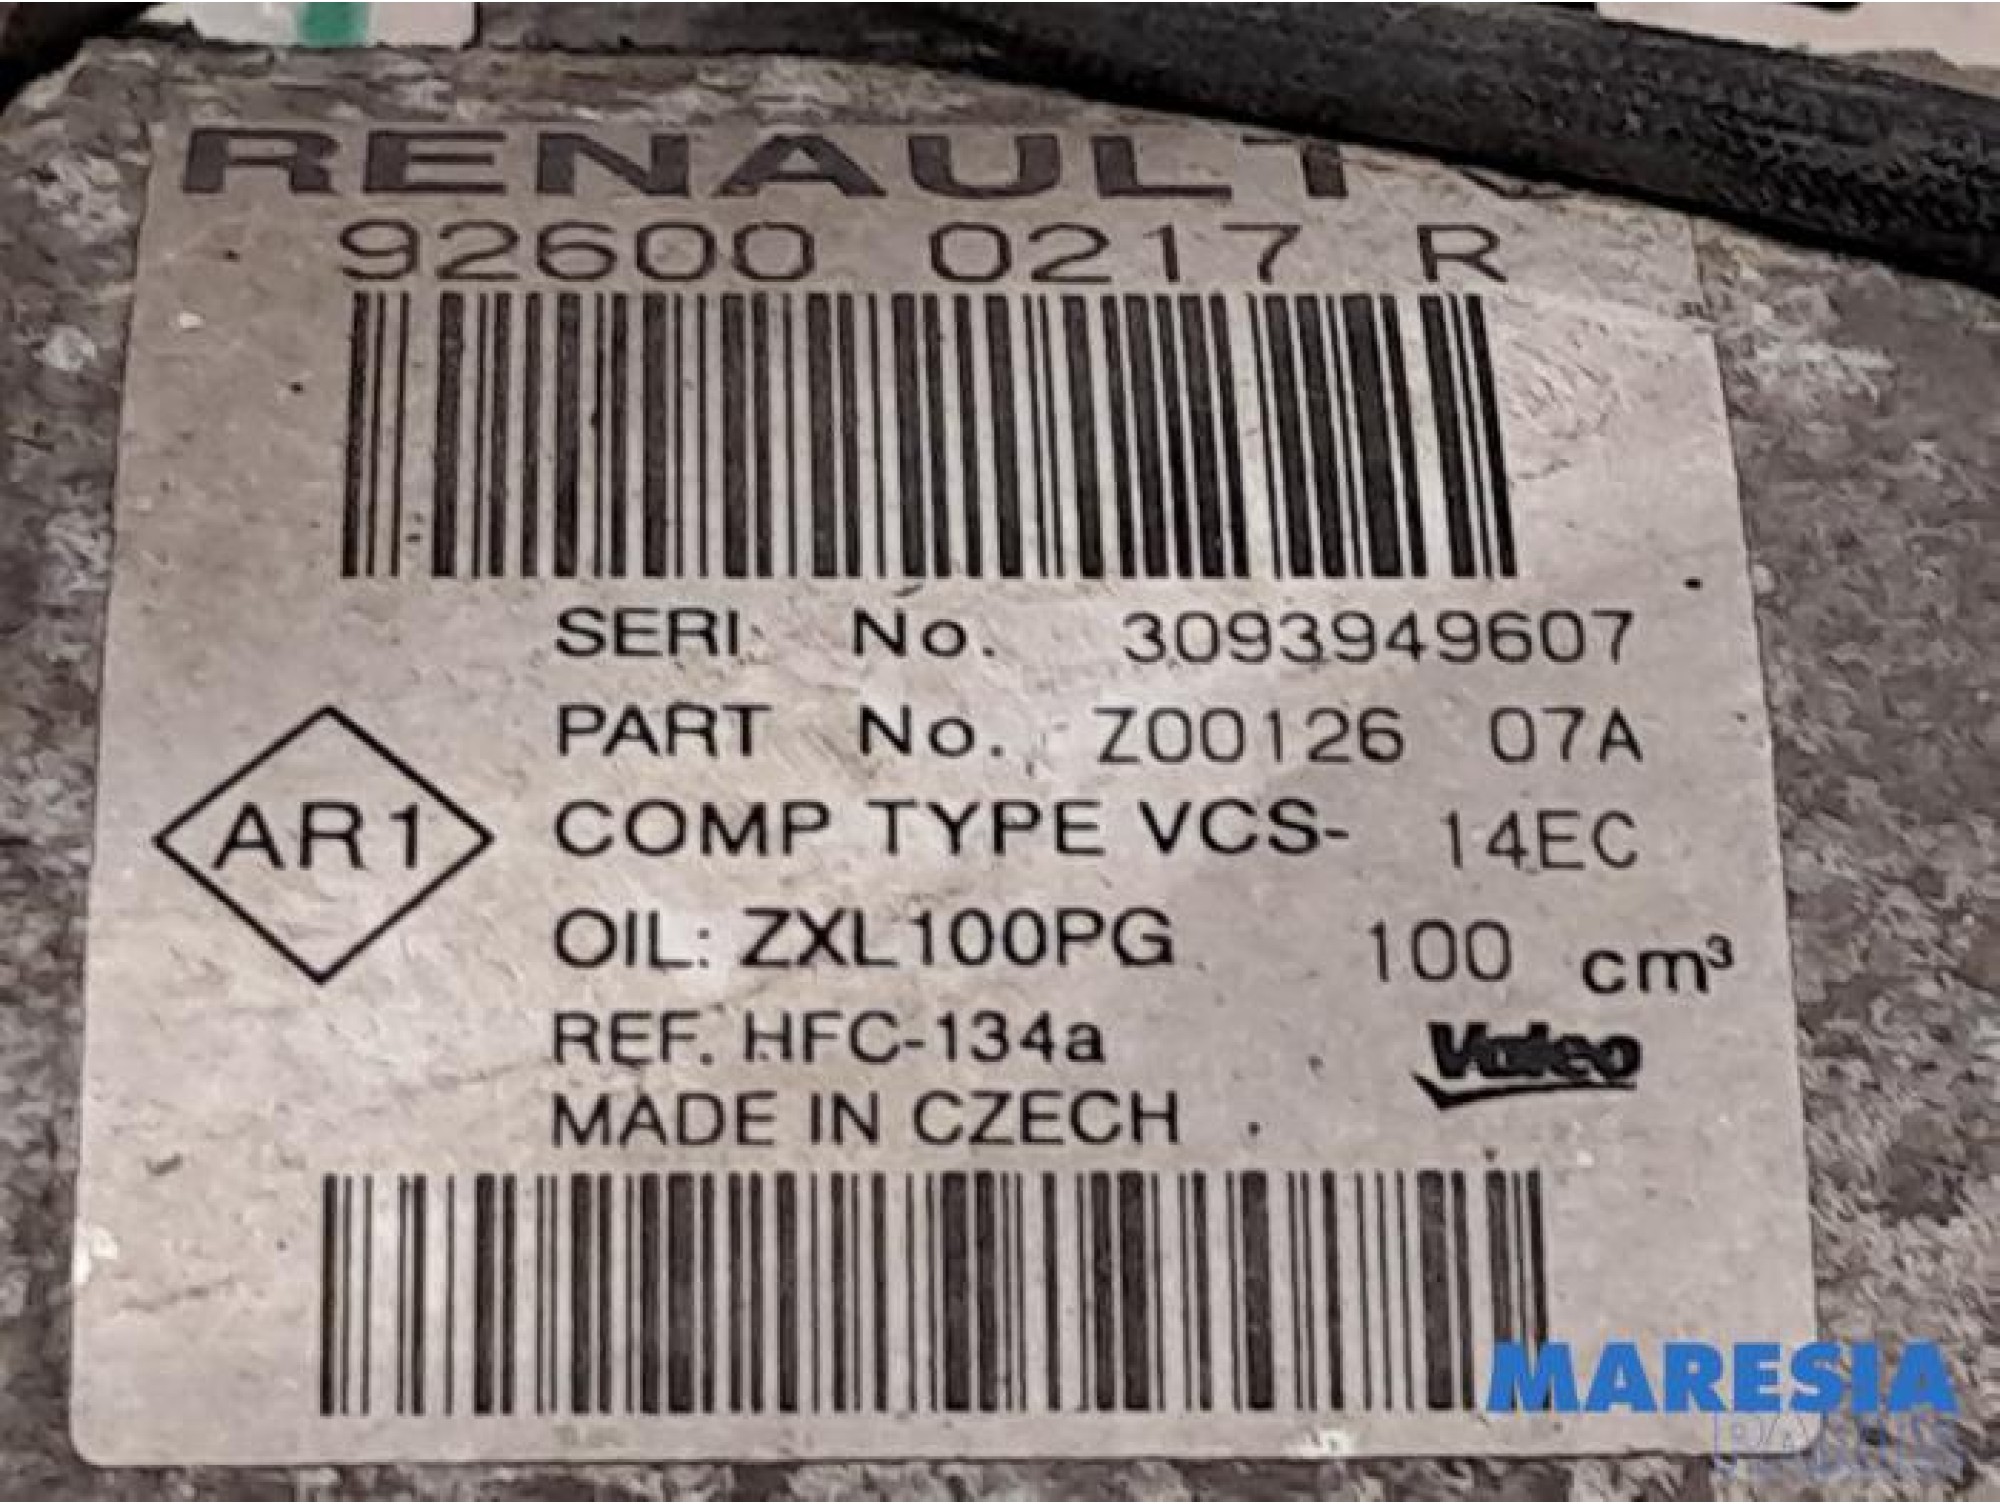 RENAULT
92600 0217 R
SERI No. 3093949607
PART No. Z00126 07A
AR1
COMP TYPE VCS- 14EC
OIL: ZXL100PG 100 cm³
REF. HFC-134a
Valeo
MADE IN CZECH
MARESIA
PARTS